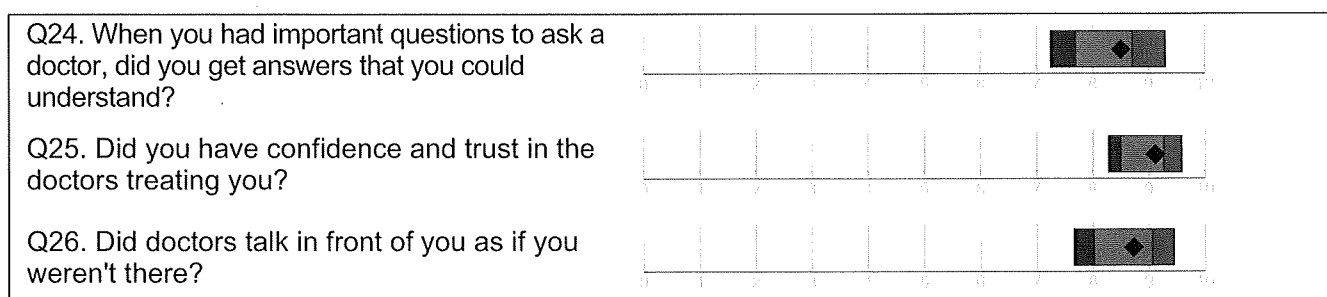 Q24. When you had important questions to ask a
doctor, did you get answers that you could
understand?
Q25. Did you have confidence and trust in the
doctors treating you?
Q26. Did doctors talk in front of you as if you
weren't there?